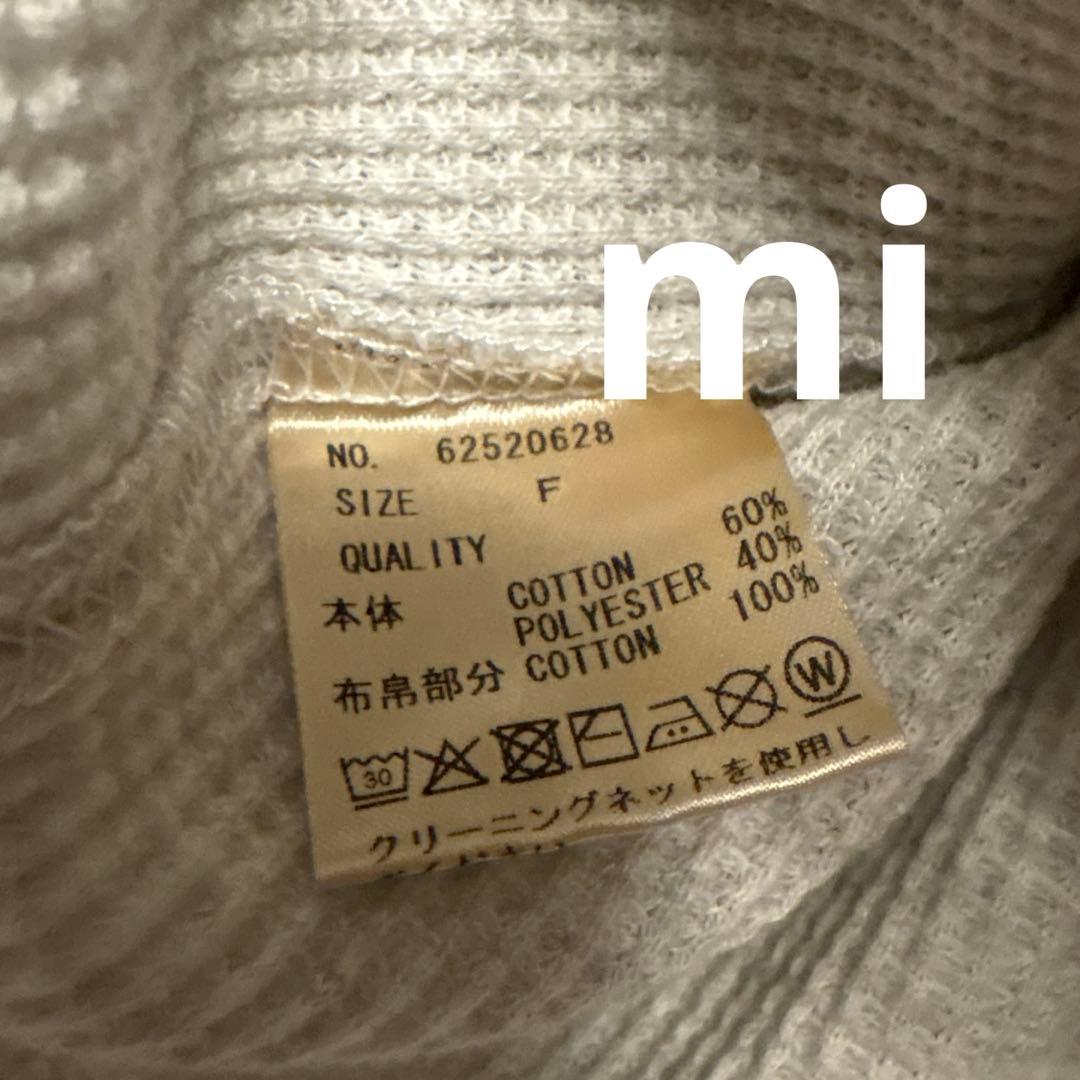 mi
NO. 62520628
SIZE F
QUALITY
本体 COTTON 60%
POLYESTER 40%
布帛部分 COTTON 100%
30 W
クリーニングネットを使用し